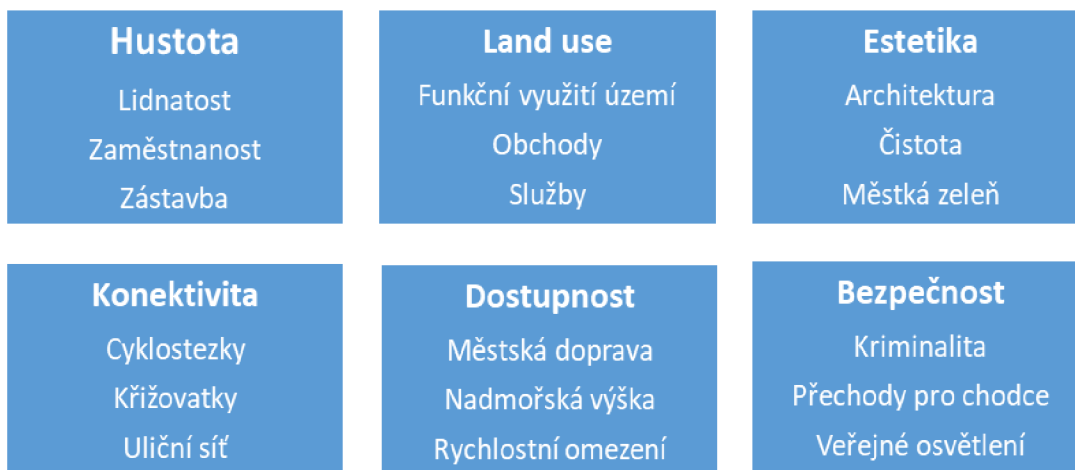 Hustota
Lidnatost
Zaměstnanost
Zástavba
Land use
Funkční využití území
Obchody
Služby
Estetika
Architektura
Čistota
Městká zeleň
Konektivita
Cyklostezky
Křižovatky
Uliční síť
Dostupnost
Městská doprava
Nadmořská výška
Rychlostní omezení
Bezpečnost
Kriminalita
Přechody pro chodce
Veřejné osvětlení